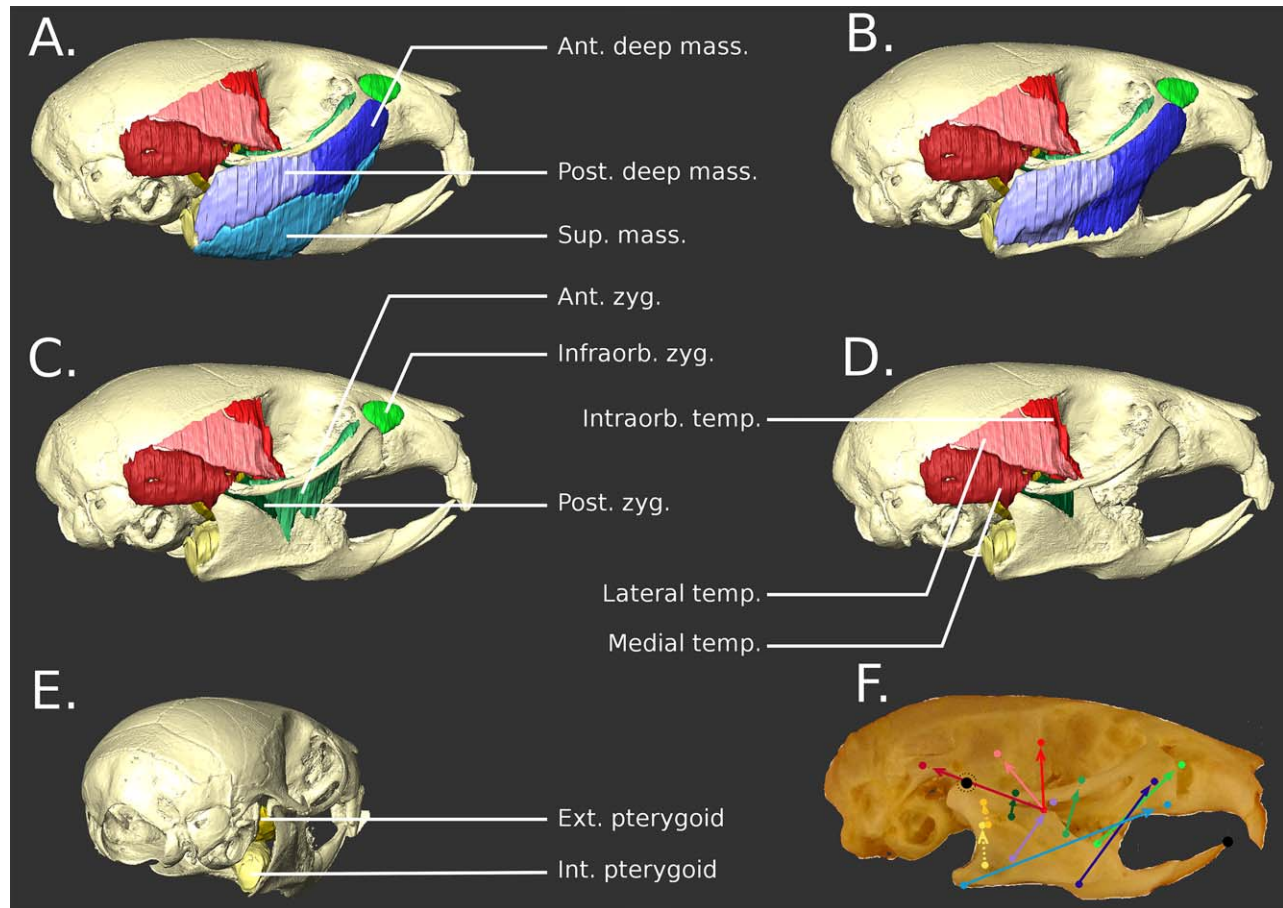 A.
Ant. deep mass.
B.
Post. deep mass.
Sup. mass.
Ant. zyg.
C.
Infraorb. zyg.
D.
Intraorb. temp.
Post. zyg.
Lateral temp.
Medial temp.
E.
F.
Ext. pterygoid
Int. pterygoid